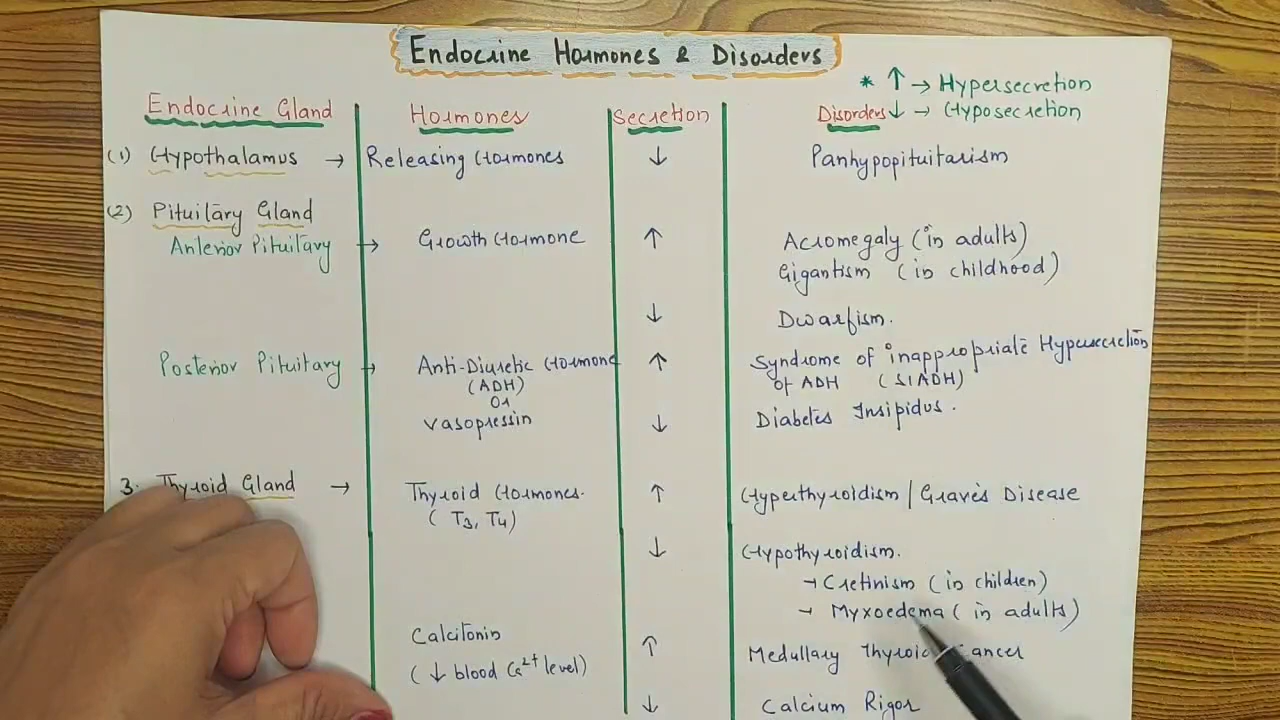 Endocrine Hormones & Disorders
* ↑ → Hypersecretion
Endocrine Gland Hormones Secretion Disorders ↓ → Hyposecretion
(1) Hypothalamus → Releasing Hormones ↓ Panhypopituitarism
(2) Pituitary Gland
Anterior Pituitary → Growth Hormone ↑ Acromegaly (in adults)
Gigantism (in childhood)
↓ Dwarfism.
Posterior Pituitary → Anti-Diuretic Hormone ↑ Syndrome of inappropriate Hypersecretion
(ADH) of ADH (SIADH)
Or
Vasopressin ↓ Diabetes Insipidus.
3. Thyroid Gland → Thyroid Hormones. ↑ Hyperthyroidism / Grave's Disease
(T3, T4)
↓ Hypothyroidism.
→ Cretinism (in children)
→ Myxoedema (in adults)
Calcitonin ↑ Medullary Thyroid Cancer
(↓ blood Ca2+ level)
↓ Calcium Rigor